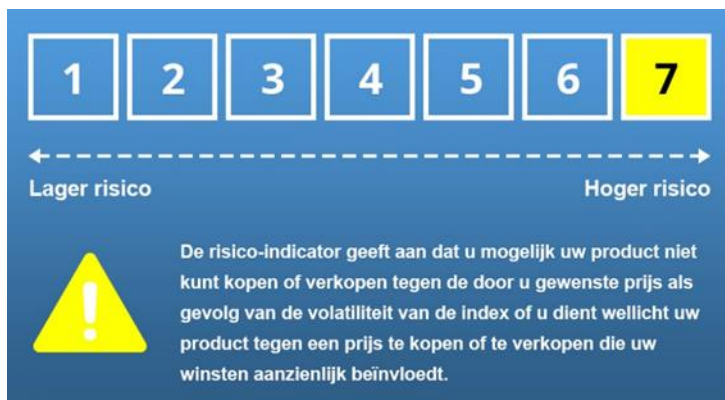 1 2 3 4 5 6 7
Lager risico Hoger risico
De risico-indicator geeft aan dat u mogelijk uw product niet
kunt kopen of verkopen tegen de door u gewenste prijs als
gevolg van de volatiliteit van de index of u dient wellicht uw
product tegen een prijs te kopen of te verkopen die uw
winsten aanzienlijk beïnvloedt.